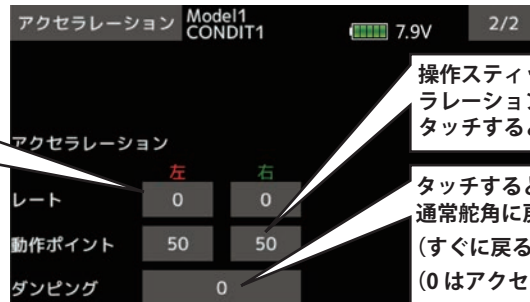 アクセラレーション
Model1
CONDIT1
7.9V
2/2
操作スティッ
ラレーション
タッチすると
アクセラレーション
左 右
レート 0 0
動作ポイント 50 50
ダンピング 0
タッチすると
通常舵角に戻
(すぐに戻る
(0 はアクセ